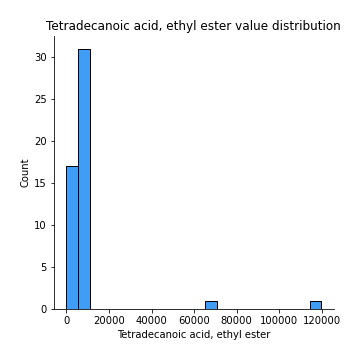 Tetradecanoic acid, ethyl ester value distribution
30
25
20
15
10
5
0
Count
0 20000 40000 60000 80000 100000 120000
Tetradecanoic acid, ethyl ester